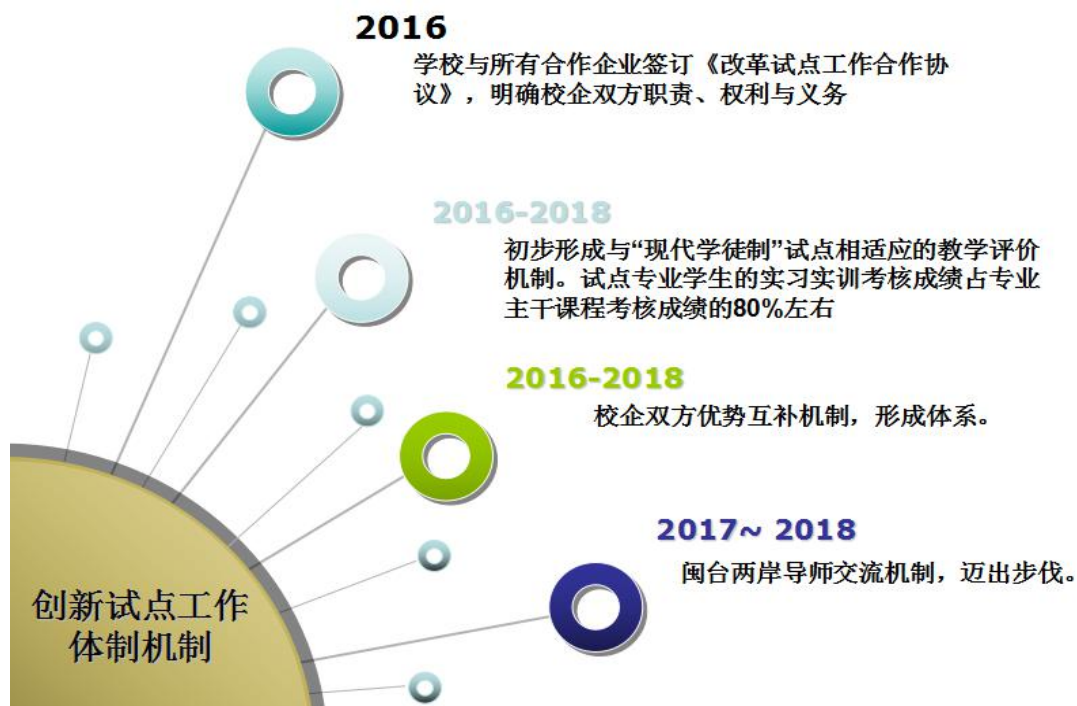 2016
学校与所有合作企业签订《改革试点工作合作协
议》，明确校企双方职责、权利与义务
2016-2018
初步形成与“现代学徒制”试点相适应的教学评价
机制。试点专业学生的实习实训考核成绩占专业
主干课程考核成绩的80%左右
2016-2018
校企双方优势互补机制，形成体系。
2017~ 2018
闽台两岸导师交流机制，迈出步伐。
创新试点工作
体制机制